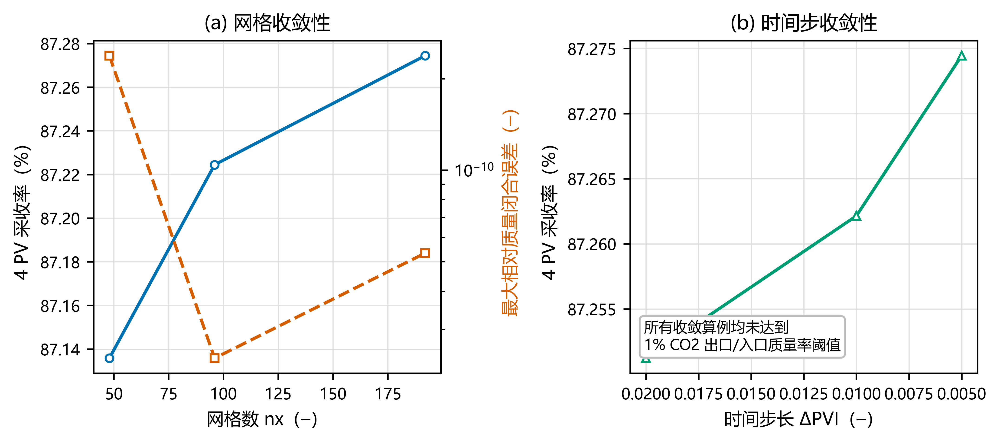 (a) 网格收敛性
87.28
87.26
87.24
87.22
87.20
87.18
87.16
87.14
4 PV 采收率 (%)
50 75 100 125 150 175
网格数 nx (−)
10⁻¹⁰
最大相对质量闭合误差 (−)
(b) 时间步收敛性
87.275
87.270
87.265
87.260
87.255
4 PV 采收率 (%)
所有收敛算例均未达到
1% CO2 出口/入口质量率阈值
0.0200 0.0175 0.0150 0.0125 0.0100 0.0075 0.0050
时间步长 ΔPVI (−)